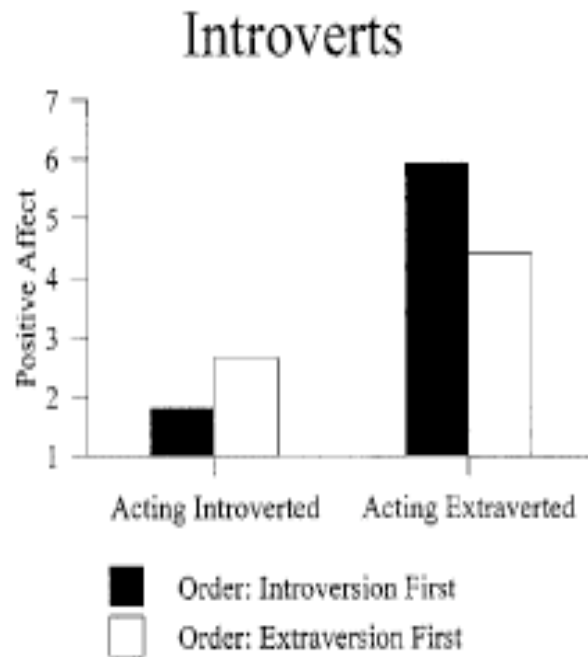 Introverts
7
6
5
4
3
2
1
Positive Affect
Acting Introverted Acting Extraverted
Order: Introversion First
Order: Extraversion First